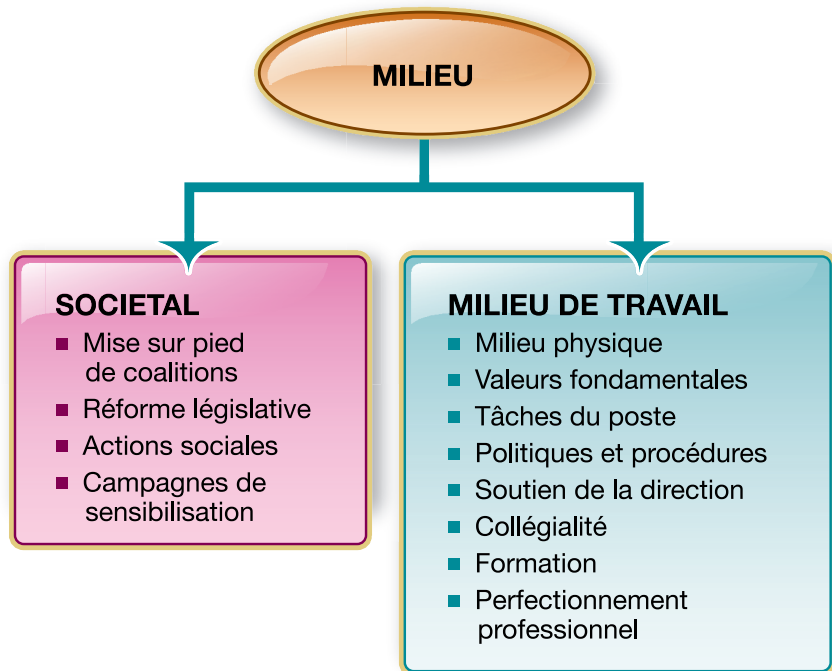 MILIEU
SOCIETAL
■ Mise sur pied
de coalitions
■ Réforme législative
■ Actions sociales
■ Campagnes de
sensibilisation
MILIEU DE TRAVAIL
■ Milieu physique
■ Valeurs fondamentales
■ Tâches du poste
■ Politiques et procédures
■ Soutien de la direction
■ Collégialité
■ Formation
■ Perfectionnement
professionnel